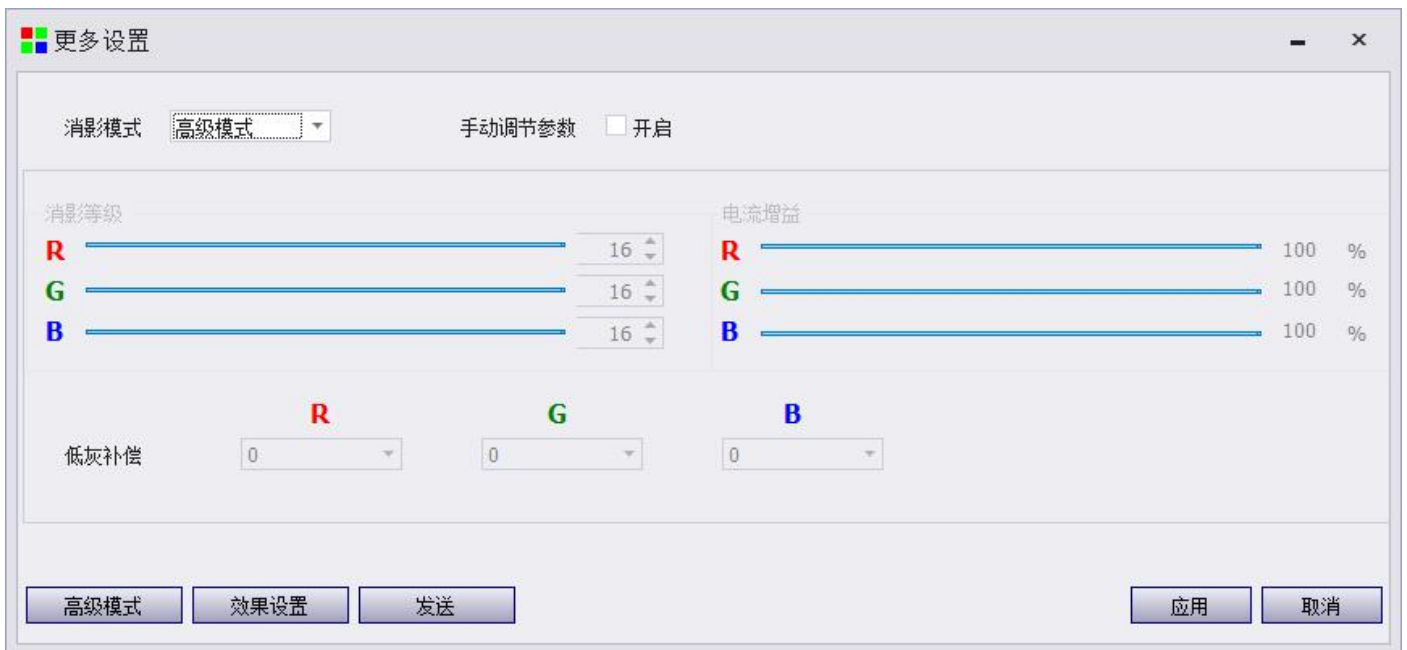 更多设置
消影模式 高级模式 手动调节参数 开启
消影等级 电流增益
R 16 R 100 %
G 16 G 100 %
B 16 B 100 %
R G B
低灰补偿 0 0 0
高级模式 效果设置 发送 应用 取消